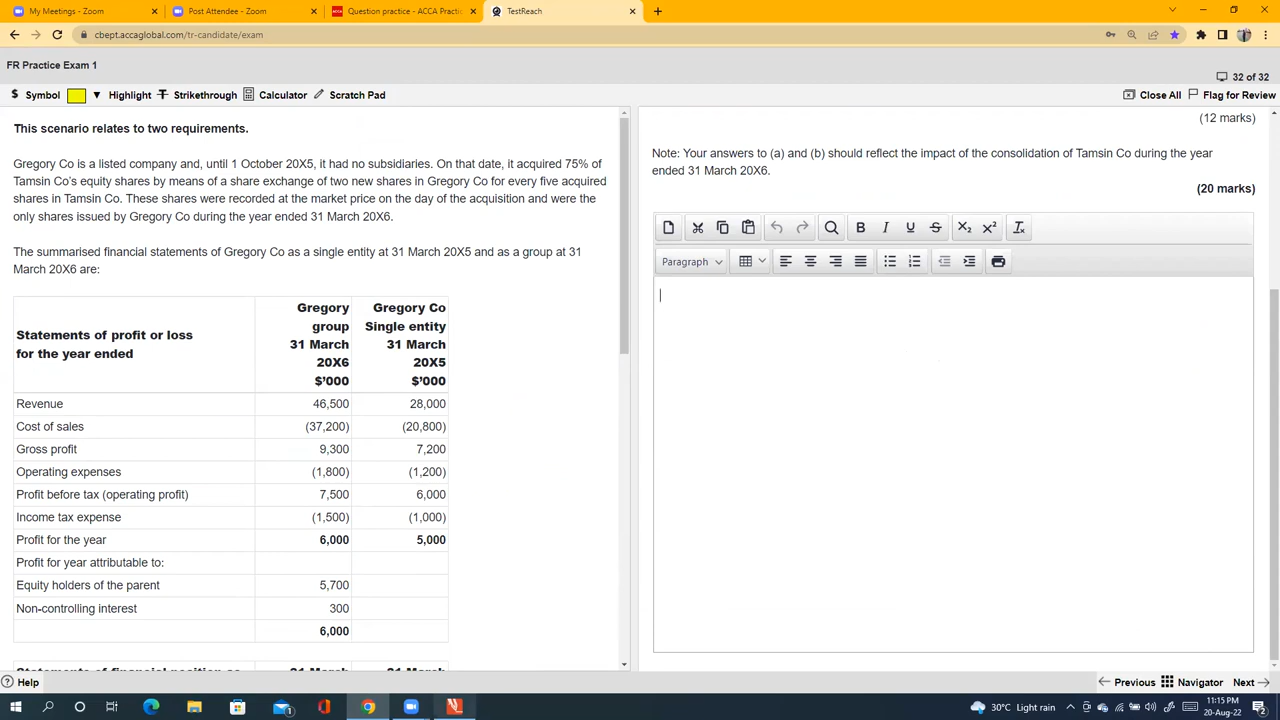 My Meetings - Zoom
Post Attendee - Zoom
Question practice - ACCA Practic
TestReach
cbept.accaglobal.com/tr-candidate/exam
FR Practice Exam 1
32 of 32
$ Symbol Highlight Strikethrough Calculator Scratch Pad
Close All Flag for Review
This scenario relates to two requirements.
Gregory Co is a listed company and, until 1 October 20X5, it had no subsidiaries. On that date, it acquired 75% of
Tamsin Co's equity shares by means of a share exchange of two new shares in Gregory Co for every five acquired
shares in Tamsin Co. These shares were recorded at the market price on the day of the acquisition and were the
only shares issued by Gregory Co during the year ended 31 March 20X6.
The summarised financial statements of Gregory Co as a single entity at 31 March 20X5 and as a group at 31
March 20X6 are:
Statements of profit or loss
for the year ended
Gregory
group
31 March
20X6
$'000
Gregory Co
Single entity
31 March
20X5
$'000
Revenue 46,500 28,000
Cost of sales (37,200) (20,800)
Gross profit 9,300 7,200
Operating expenses (1,800) (1,200)
Profit before tax (operating profit) 7,500 6,000
Income tax expense (1,500) (1,000)
Profit for the year 6,000 5,000
Profit for year attributable to:
Equity holders of the parent 5,700
Non-controlling interest 300
6,000
Statements of financial position as 31 March 31 March
(12 marks)
Note: Your answers to (a) and (b) should reflect the impact of the consolidation of Tamsin Co during the year
ended 31 March 20X6.
(20 marks)
B I U S X₂ X² Tx
Paragraph
Help
Previous Navigator Next
30°C Light rain
11:15 PM
20-Aug-22